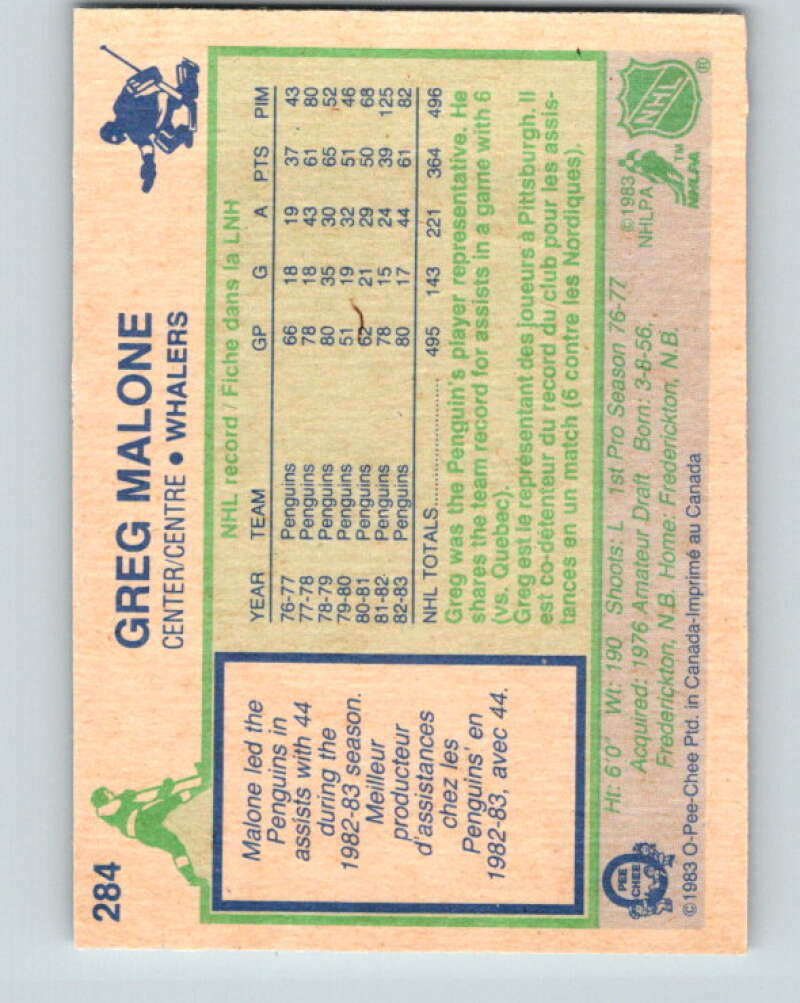 284
GREG MALONE
CENTER/CENTRE • WHALERS
Malone led the
Penguins in
assists with 44
during the
1982-83 season.
Meilleur
producteur
d'assistances
chez les
Penguins' en
1982-83, avec 44.
NHL record / Fiche dans la LNH
YEAR TEAM GP G A PTS PIM
76-77 Penguins 66 18 19 37 43
77-78 Penguins 78 18 43 61 80
78-79 Penguins 80 35 30 65 52
79-80 Penguins 51 19 32 51 46
80-81 Penguins 62 21 29 50 68
81-82 Penguins 78 15 24 39 125
82-83 Penguins 80 17 44 61 82
NHL TOTALS.................. 495 143 221 364 496
Greg was the Penguin's player representative. He
shares the team record for assists in a game with 6
(vs. Quebec).
Greg est le représentant des joueurs à Pittsburgh. Il
est co-détenteur du record du club pour les assis-
tances en un match (6 contre les Nordiques).
Ht: 6'0" Wt: 190 Shoots: L 1st Pro Season 76-77
Acquired: 1976 Amateur Draft Born: 3-8-56,
Frederickton, N.B. Home: Frederickton, N.B.
©1983 O-Pee-Chee Ptd. in Canada-Imprimé au Canada
O
PEE
CHEE
©1983
NHLPA
NHLPA
TM
NHL
®